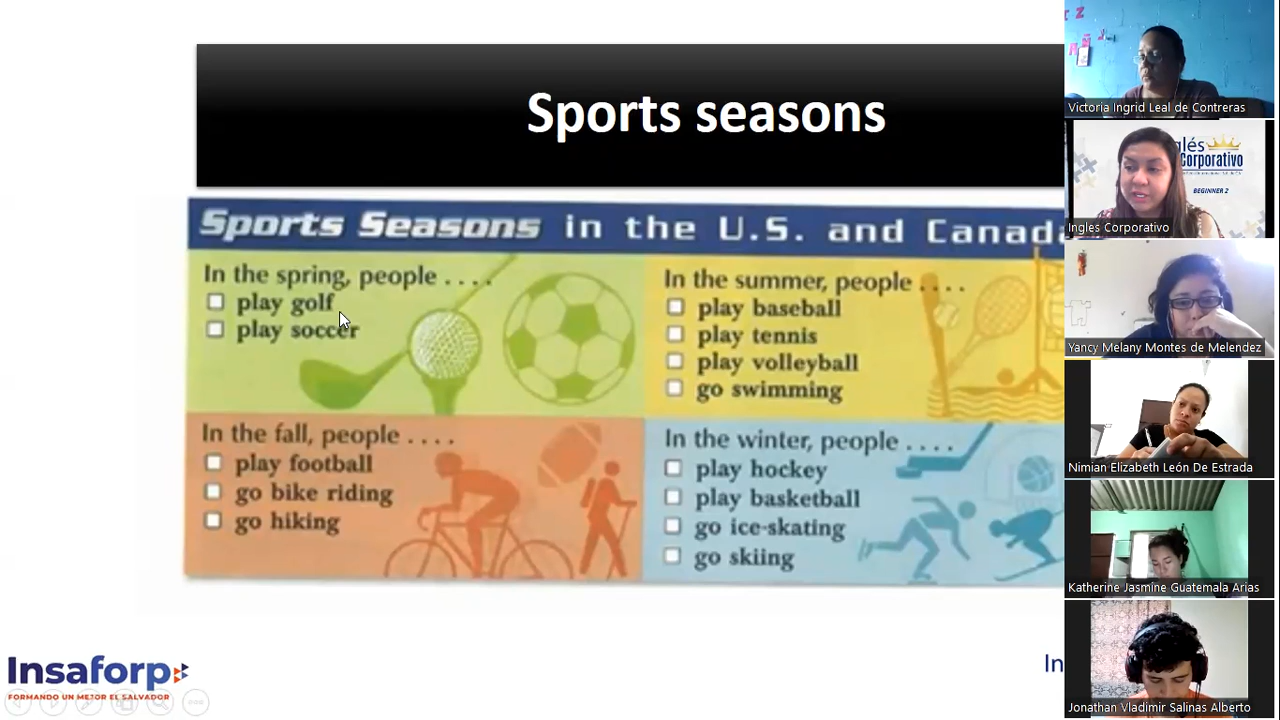 Sports seasons
Sports Seasons in the U.S. and Canada
In the spring, people . . . .
play golf
play soccer
In the summer, people . . . .
play baseball
play tennis
play volleyball
go swimming
In the fall, people . . . .
play football
go bike riding
go hiking
In the winter, people . . . .
play hockey
play basketball
go ice-skating
go skiing
Insaforp
FORMANDO UN MEJOR EL SALVADOR
In
Victoria Ingrid Leal de Contreras
glés
Corporativo
BEGINNER 2
Ingles Corporativo
Yancy Melany Montes de Melendez
Nimian Elizabeth León De Estrada
Katherine Jasmine Guatemala Arias
Jonathan Vladimir Salinas Alberto